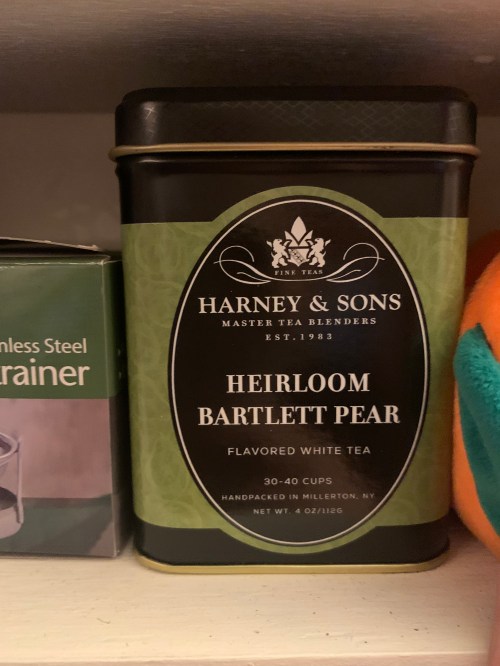 FINE TEAS
HARNEY & SONS
MASTER TEA BLENDERS
EST. 1983
HEIRLOOM
BARTLETT PEAR
FLAVORED WHITE TEA
30-40 CUPS
HANDPACKED IN MILLERTON, NY
NET WT. 4 OZ/112G
nless Steel
rainer